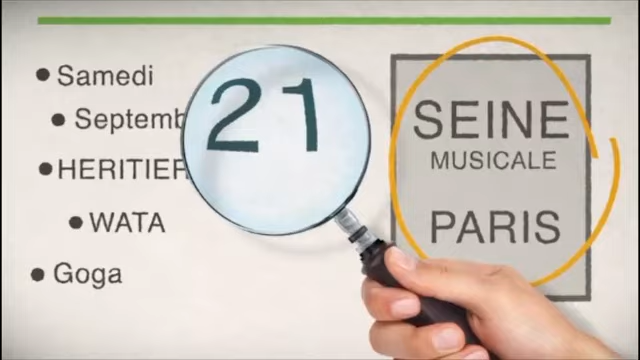 ● Samedi
● Septemb
● HERITIER
● WATA
● Goga
21
SEINE
MUSICALE
PARIS